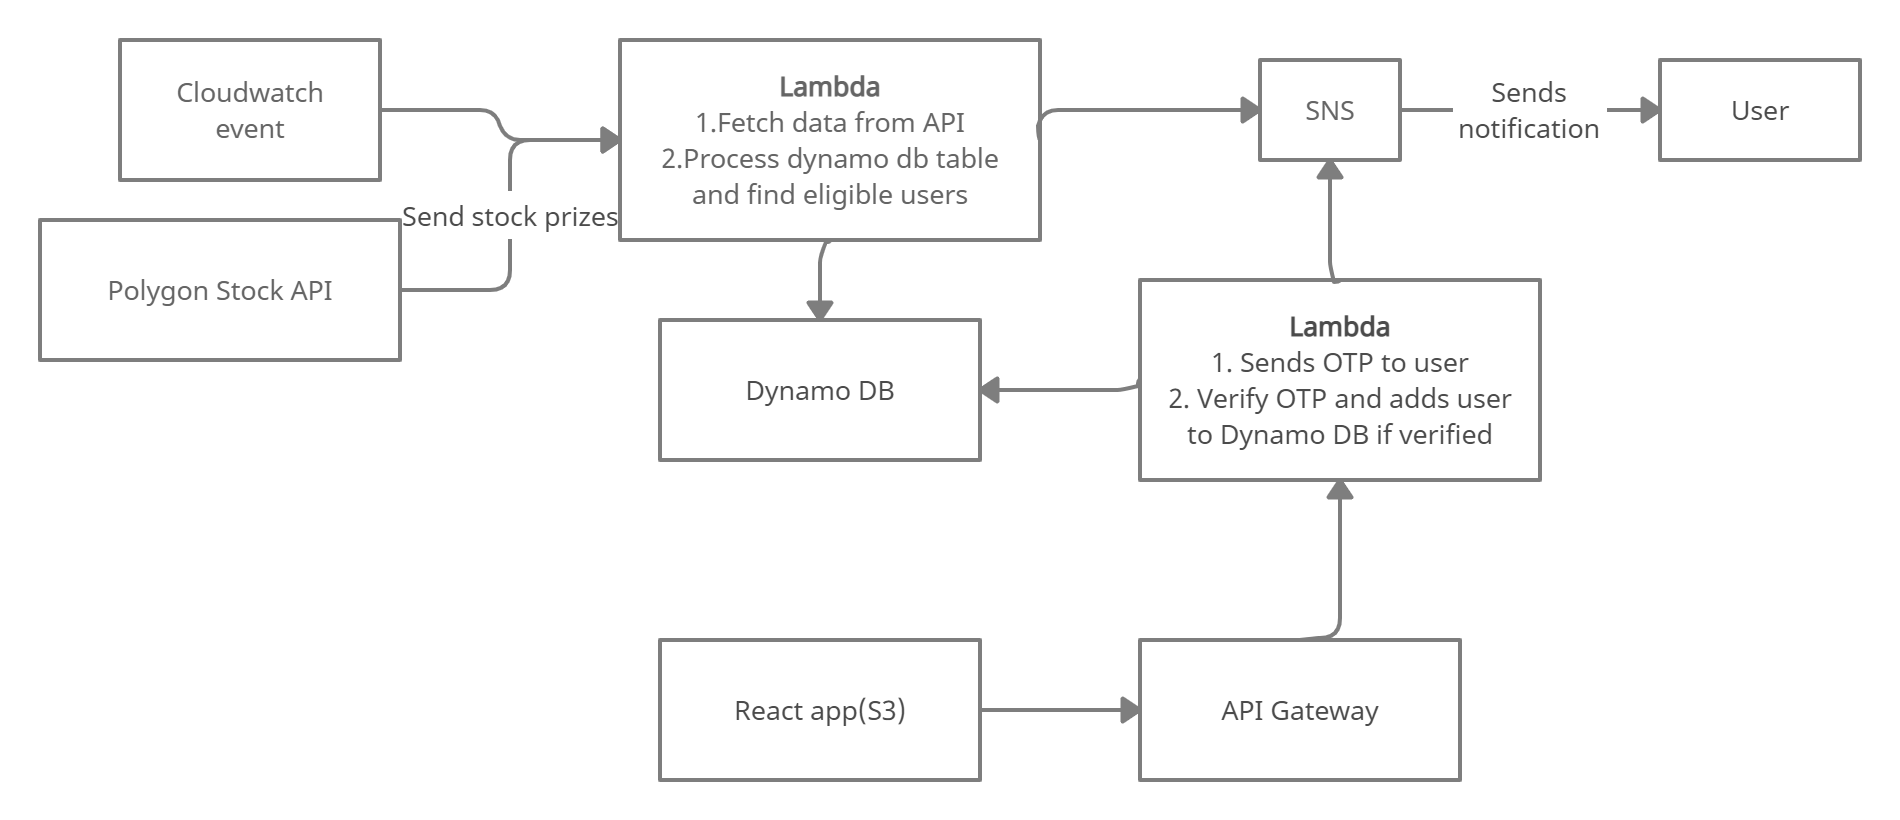 Cloudwatch
event
Lambda
1.Fetch data from API
2.Process dynamo db table
and find eligible users
SNS
Sends
notification
User
Send stock prizes
Polygon Stock API
Dynamo DB
Lambda
1. Sends OTP to user
2. Verify OTP and adds user
to Dynamo DB if verified
React app(S3)
API Gateway